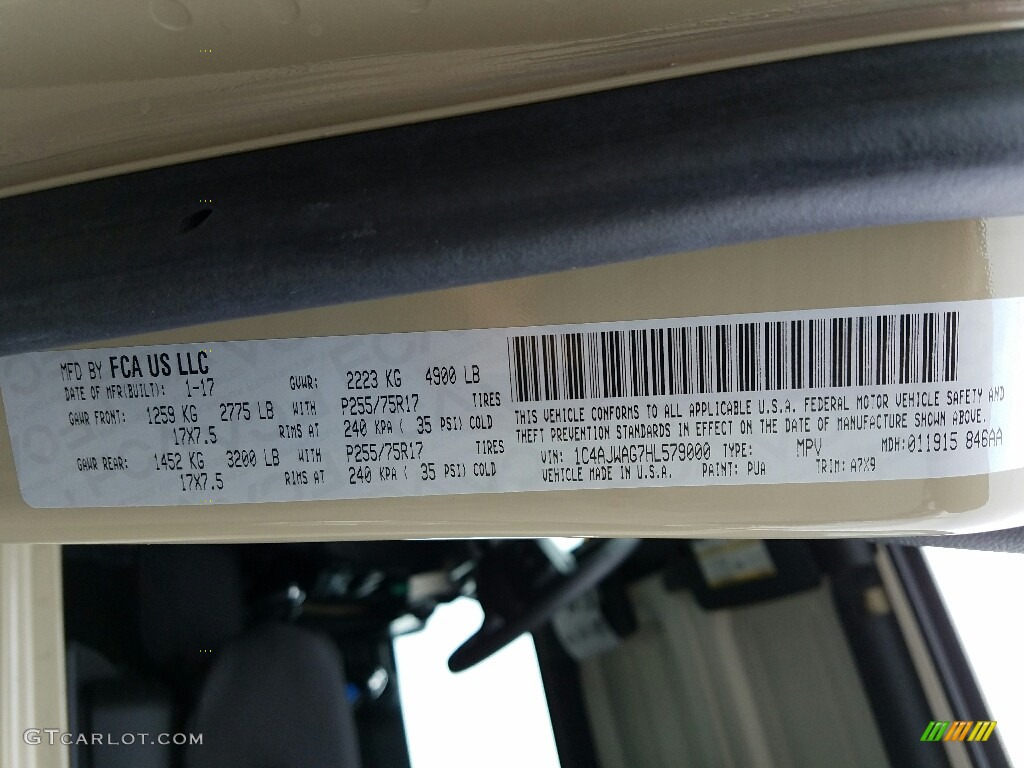 MFD BY FCA US LLC
DATE OF MFR(BUILT): 1-17 GVWR: 2223 KG 4900 LB
GAWR FRONT: 1259 KG 2775 LB WITH P255/75R17 TIRES
17X7.5 RIMS AT 240 KPA ( 35 PSI) COLD
GAWR REAR: 1452 KG 3200 LB WITH P255/75R17 TIRES
17X7.5 RIMS AT 240 KPA ( 35 PSI) COLD
THIS VEHICLE CONFORMS TO ALL APPLICABLE U.S.A. FEDERAL MOTOR VEHICLE SAFETY AND
THEFT PREVENTION STANDARDS IN EFFECT ON THE DATE OF MANUFACTURE SHOWN ABOVE.
VIN: 1C4AJWAG7HL579000 TYPE: MPV MDH:011915 846AA
VEHICLE MADE IN U.S.A. PAINT: PUA TRIM: A7X9
GTCARLOT.COM